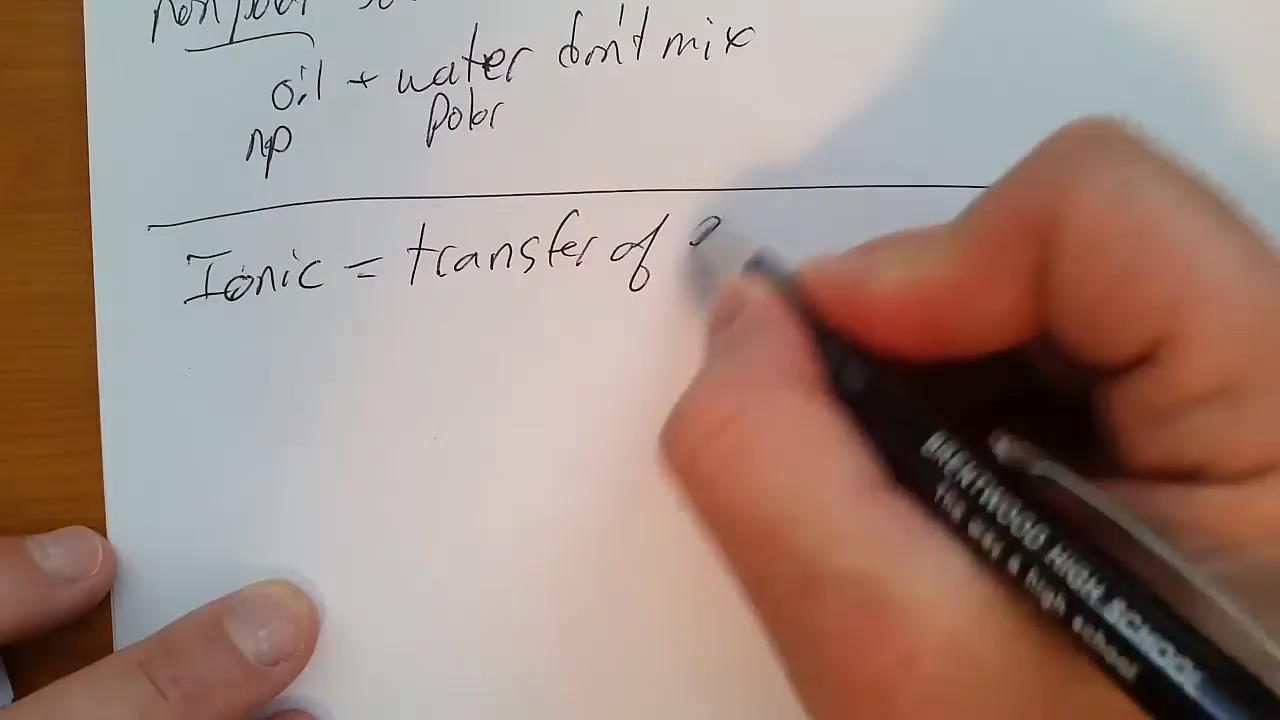 oil + water don't mix
np polar
Ionic = transfer of
BRENTWOOD HIGH SCHOOL